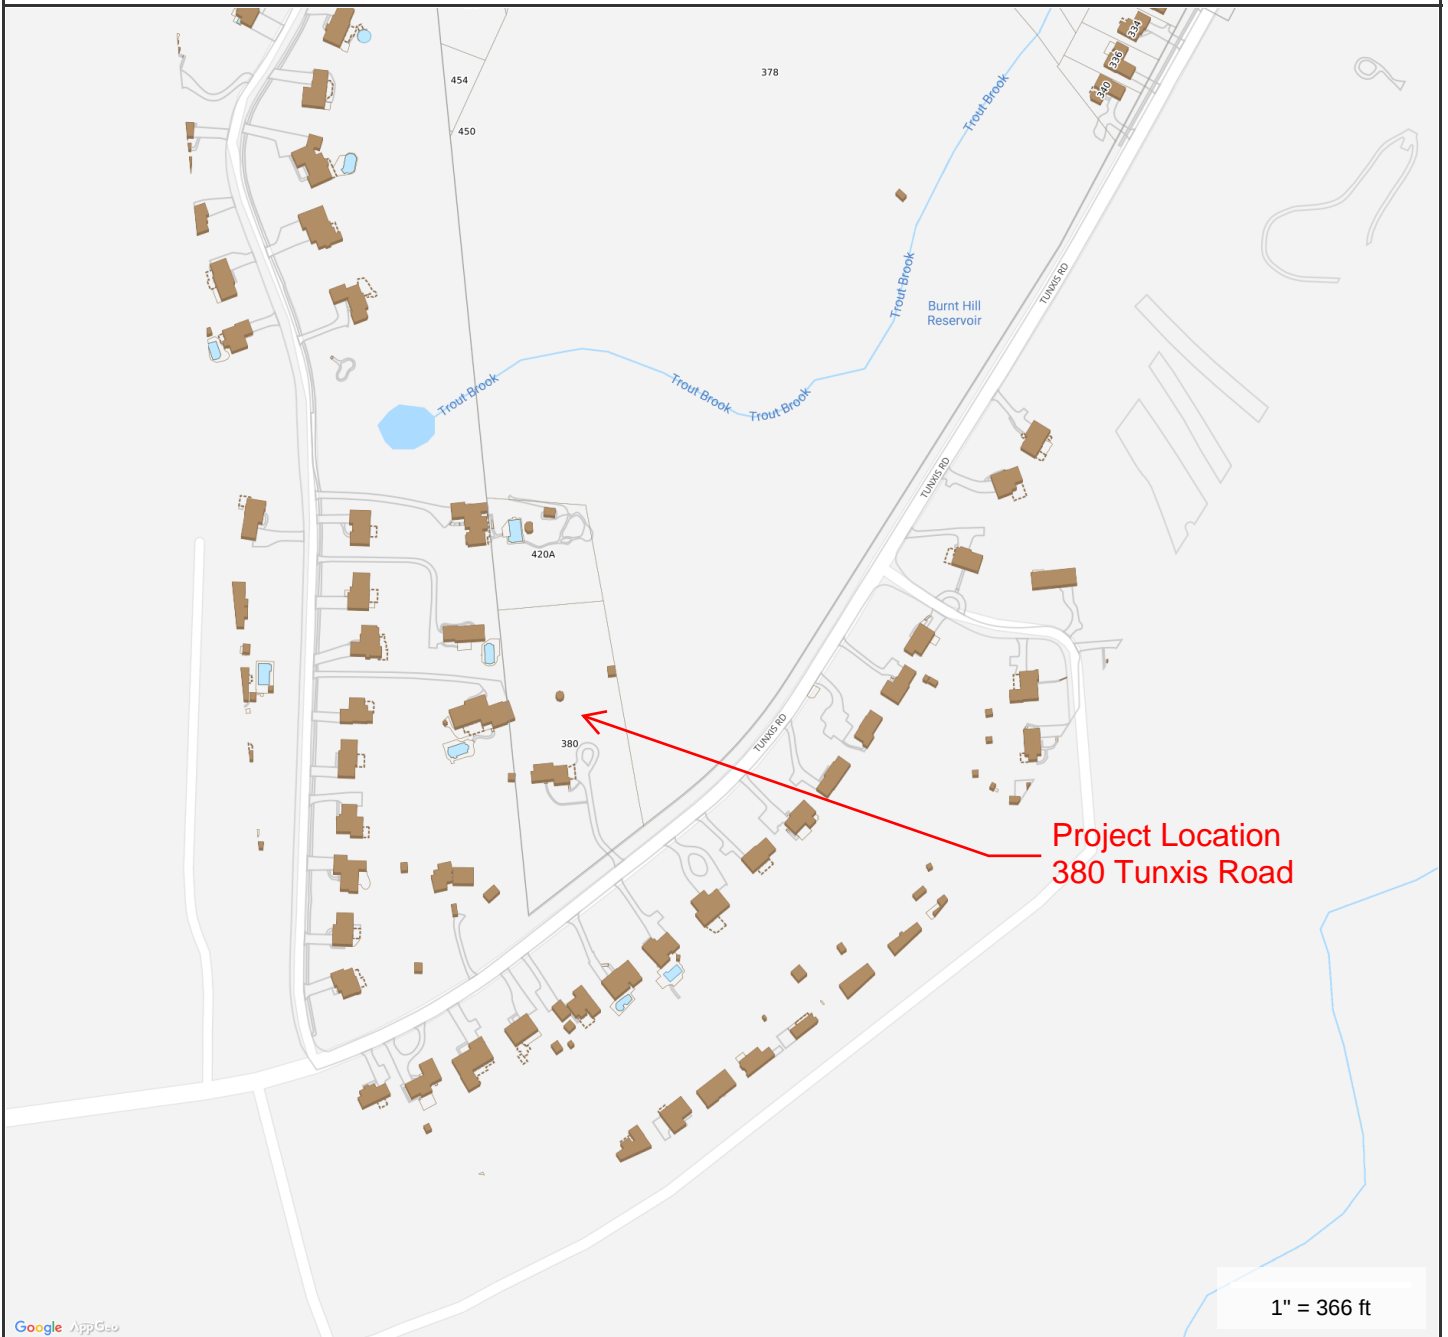 334
336
340
378
454
450
Trout Brook
Trout Brook
Burnt Hill
Reservoir
TUNXIS RD
Trout Brook
Trout Brook
Trout Brook
TUNXIS RD
420A
TUNXIS RD
380
Project Location
380 Tunxis Road
1" = 366 ft
Google AppGeo